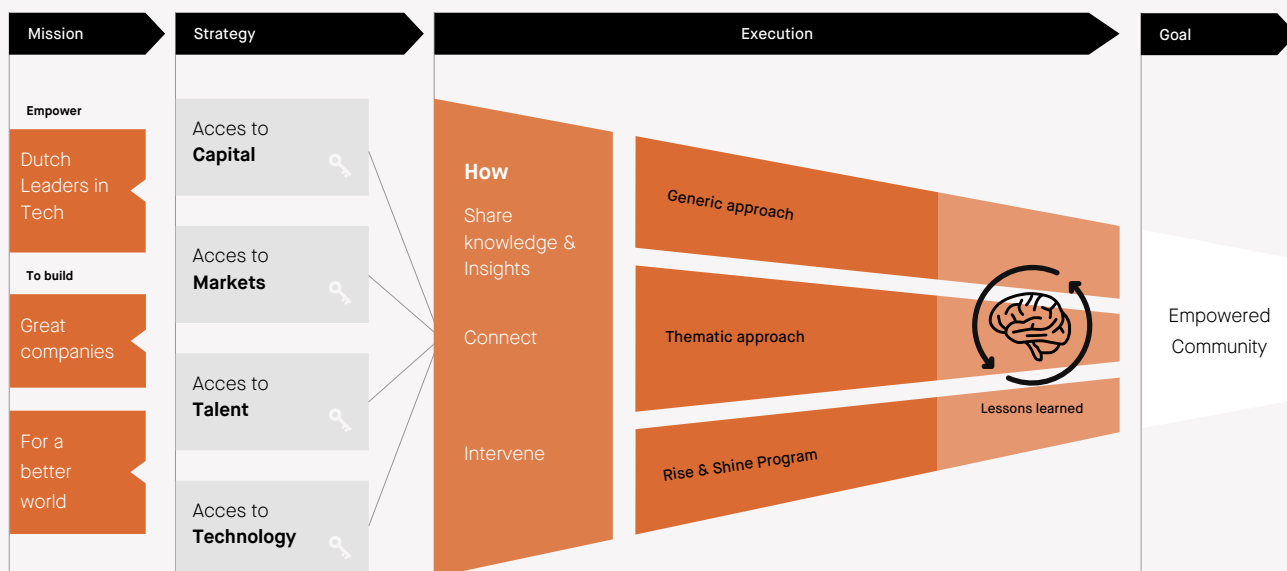 Mission
Strategy
Execution
Goal
Empower
Dutch
Leaders in
Tech
To build
Great
companies
For a
better
world
Acces to
Capital
Acces to
Markets
Acces to
Talent
Acces to
Technology
How
Share
knowledge &
Insights
Connect
Intervene
Generic approach
Thematic approach
Rise & Shine Program
Lessons learned
Empowered
Community